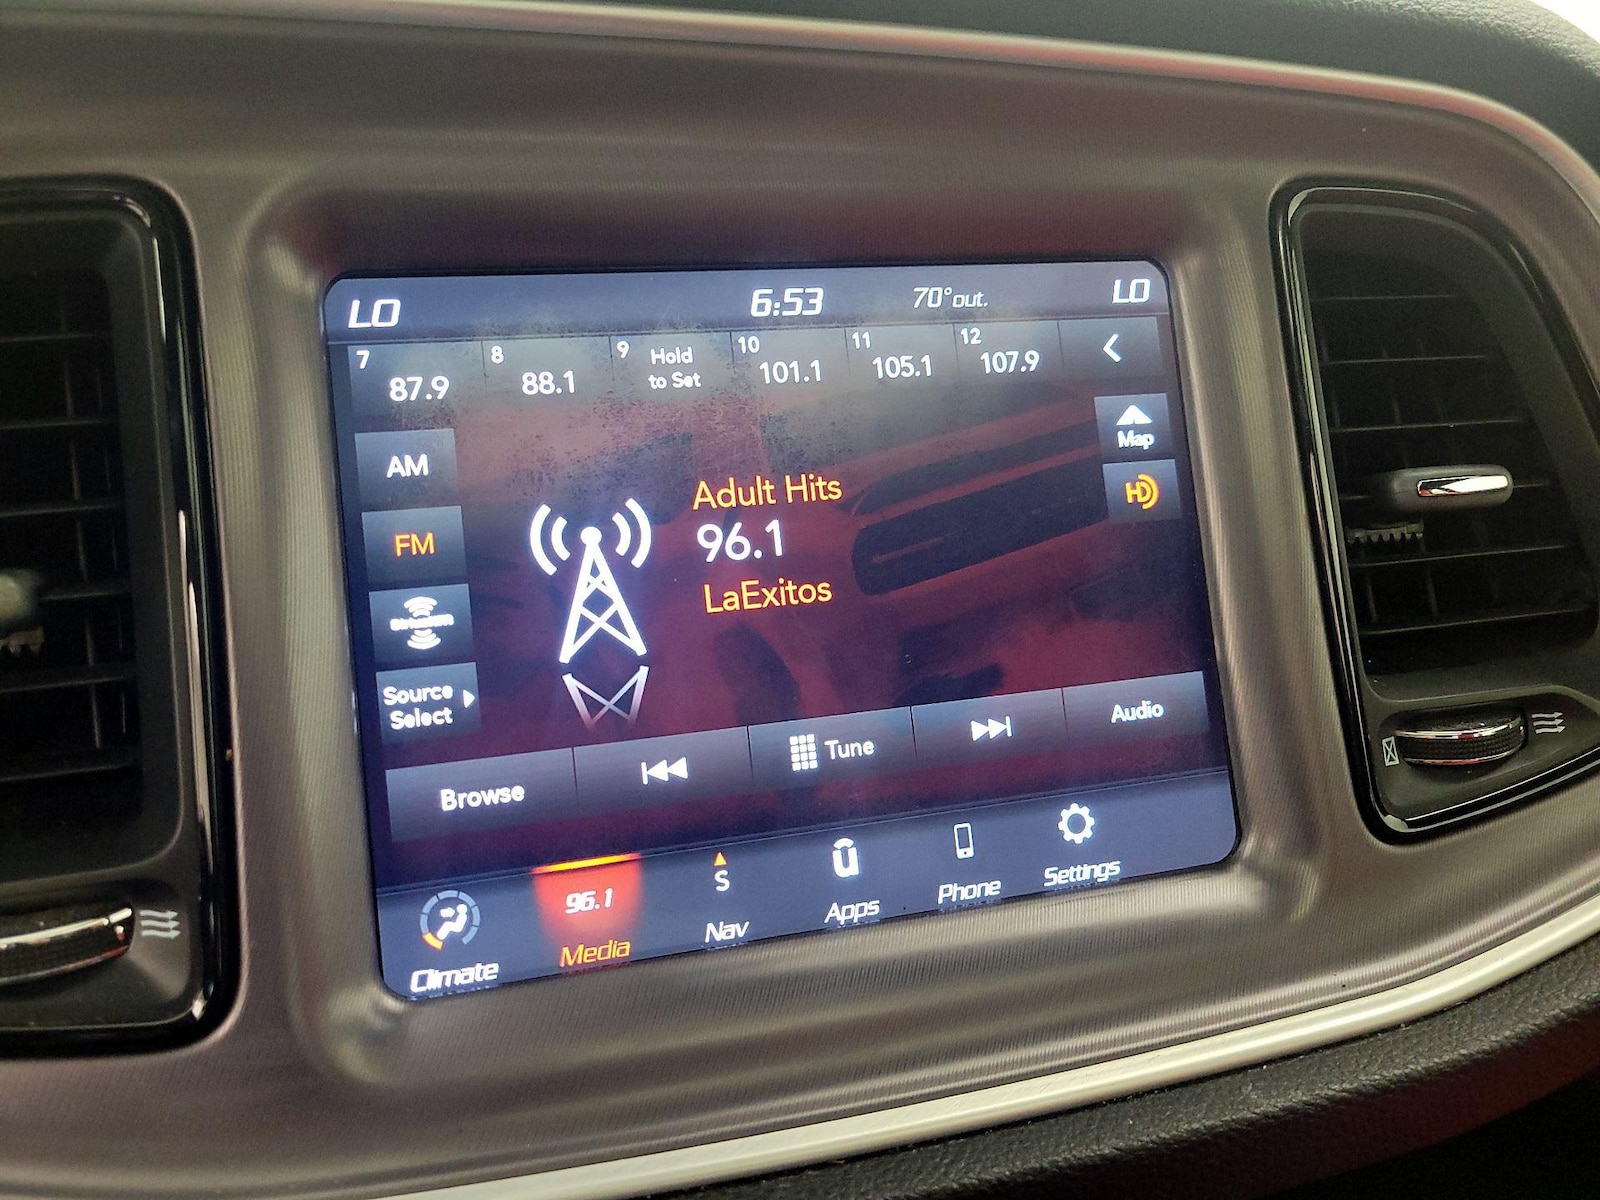 LO 6:53 70° out. LO
7 87.9 8 88.1 9 Hold to Set 10 101.1 11 105.1 12 107.9
Map
AM
HD
Adult Hits
FM
96.1
LaExitos
SiriusXM
Source
Select
Browse Tune Audio
96.1 S
Climate Media Nav Apps Phone Settings